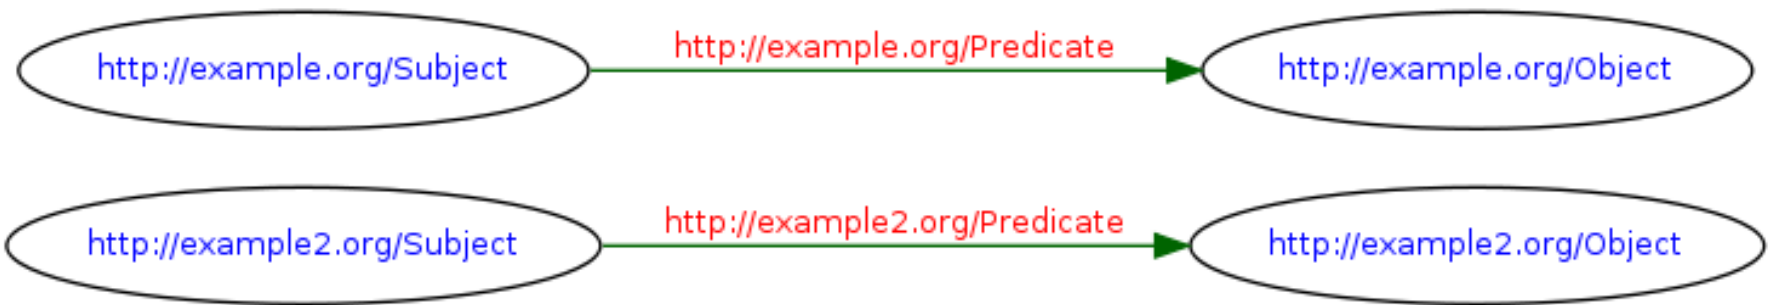 http://example.org/Subject
http://example.org/Predicate
http://example.org/Object
http://example2.org/Subject
http://example2.org/Predicate
http://example2.org/Object